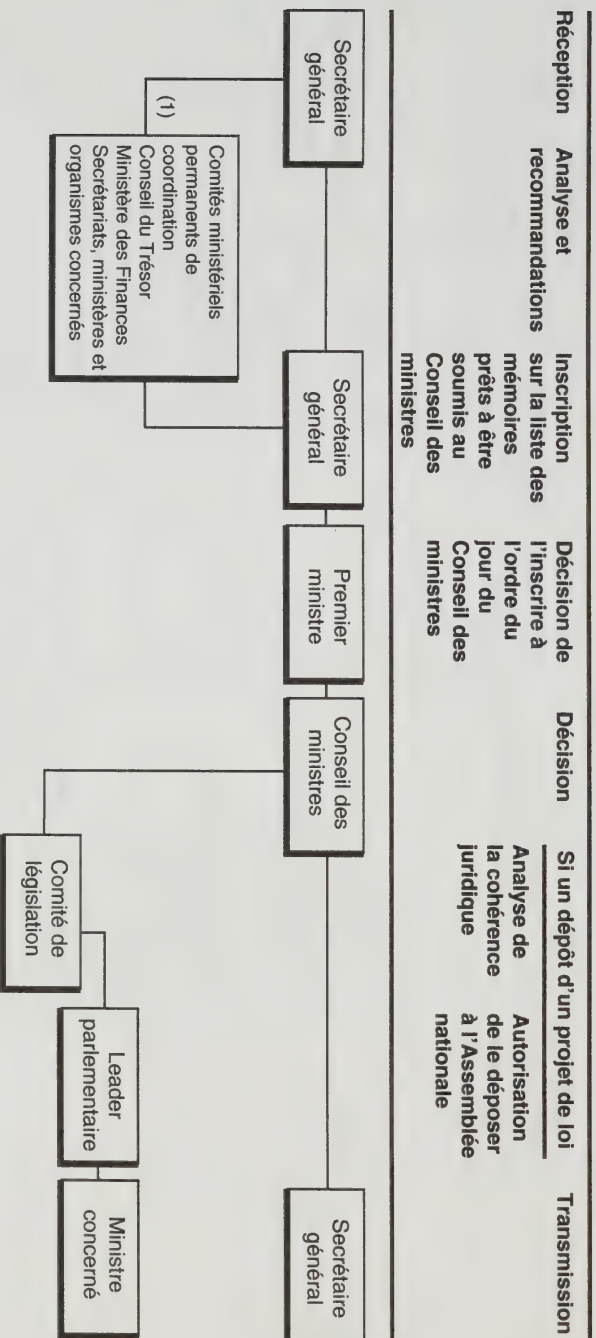 Réception
Analyse et
recommandations
Inscription
sur la liste des
mémoires
prêts à être
soumis au
Conseil des
ministres
Décision de
l'inscrire à
l'ordre du
jour du
Conseil des
ministres
Décision
Si un dépôt d'un projet de loi
Analyse de
la cohérence
juridique
Autorisation
de le déposer
à l'Assemblée
nationale
Transmission
Secrétaire
général
(1)
Comités ministériels
permanents de
coordination
Conseil du Trésor
Ministère des Finances
Secrétariats, ministères et
organismes concernés
Secrétaire
général
Premier
ministre
Conseil des
ministres
Comité de
législation
Leader
parlementaire
Ministre
concerné
Secrétaire
général